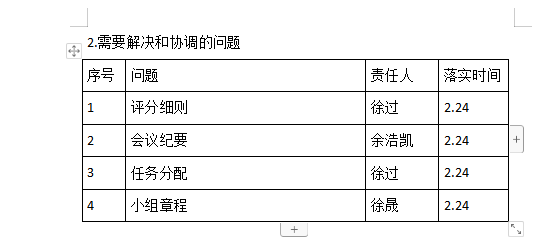 2.需要解决和协调的问题
序号 问题 责任人 落实时间
1 评分细则 徐过 2.24
2 会议纪要 余浩凯 2.24
3 任务分配 徐过 2.24
4 小组章程 徐晟 2.24